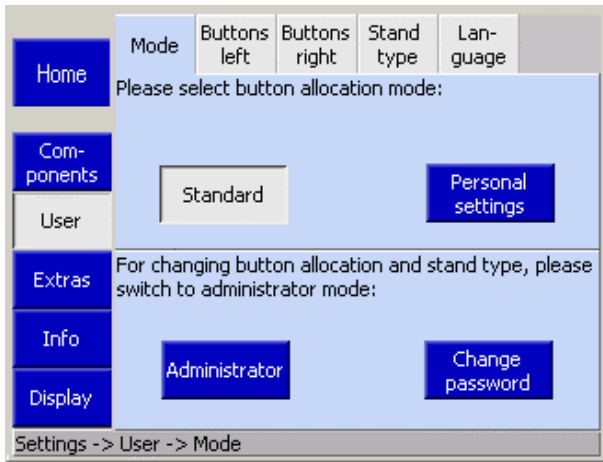 Mode
Buttons
left
Buttons
right
Stand
type
Lan-
guage
Home
Please select button allocation mode:
Com-
ponents
Standard
Personal
settings
User
Extras
For changing button allocation and stand type, please
switch to administrator mode:
Info
Administrator
Change
password
Display
Settings -> User -> Mode